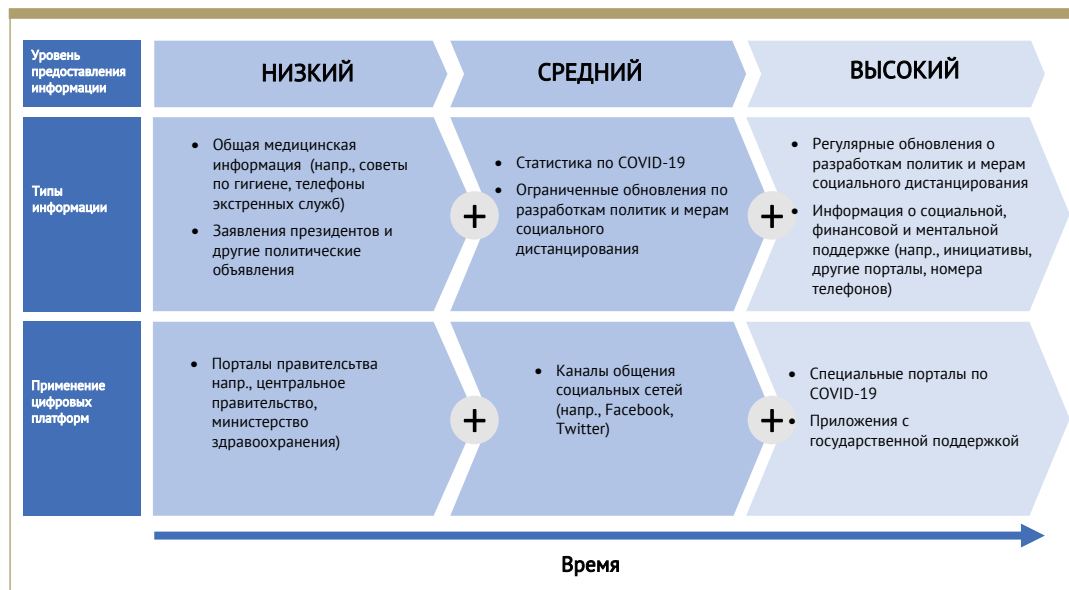 Уровень
предоставления
информации
НИЗКИЙ
СРЕДНИЙ
ВЫСОКИЙ
Типы
информации
• Общая медицинская
информация (напр., советы
по гигиене, телефоны
экстренных служб)
• Заявления президентов и
другие политические
объявления
+
• Статистика по COVID-19
• Ограниченные обновления по
разработкам политик и мерам
социального
дистанцирования
+
• Регулярные обновления о
разработкам политик и мерам
социального дистанцирования
• Информация о социальной,
финансовой и ментальной
поддержке (напр., инициативы,
другие порталы, номера
телефонов)
Применение
цифровых
платформ
• Порталы правителсьтва
напр., центральное
правительство,
министерство
здравоохранения)
+
• Каналы общения
социальных сетей
(напр., Facebook,
Twitter)
+
• Специальные порталы по
COVID-19
• Приложения с
государственной поддержкой
Время